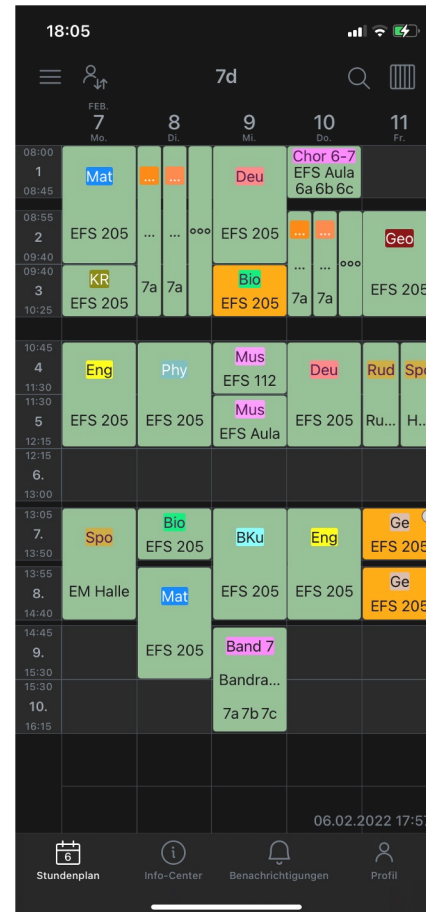 18:05
7d
FEB.
7 8 9 10 11
Mo. Di. Mi. Do. Fr.
08:00
1
08:45
Mat
EFS 205
... ...
... ... ooo
7a 7a
Deu
EFS 205
Chor 6-7
EFS Aula
6a 6b 6c
08:55
2
09:40
... ...
... ... ooo
7a 7a
Geo
EFS 205
09:40
3
10:25
KR
EFS 205
Bio
EFS 205
10:45
4
11:30
Eng
EFS 205
Phy
EFS 205
Mus
EFS 112
Deu
EFS 205
Rud
Ru...
Spo
H...
11:30
5
12:15
Mus
EFS Aula
12:15
6.
13:00
13:05
7.
13:50
Spo
EM Halle
Bio
EFS 205
BKu
EFS 205
Eng
EFS 205
Ge
EFS 205
13:55
8.
14:40
Mat
EFS 205
Ge
EFS 205
14:45
9.
15:30
Band 7
Bandra...
7a 7b 7c
15:30
10.
16:15
06.02.2022 17:57
6
Stundenplan Info-Center Benachrichtigungen Profil